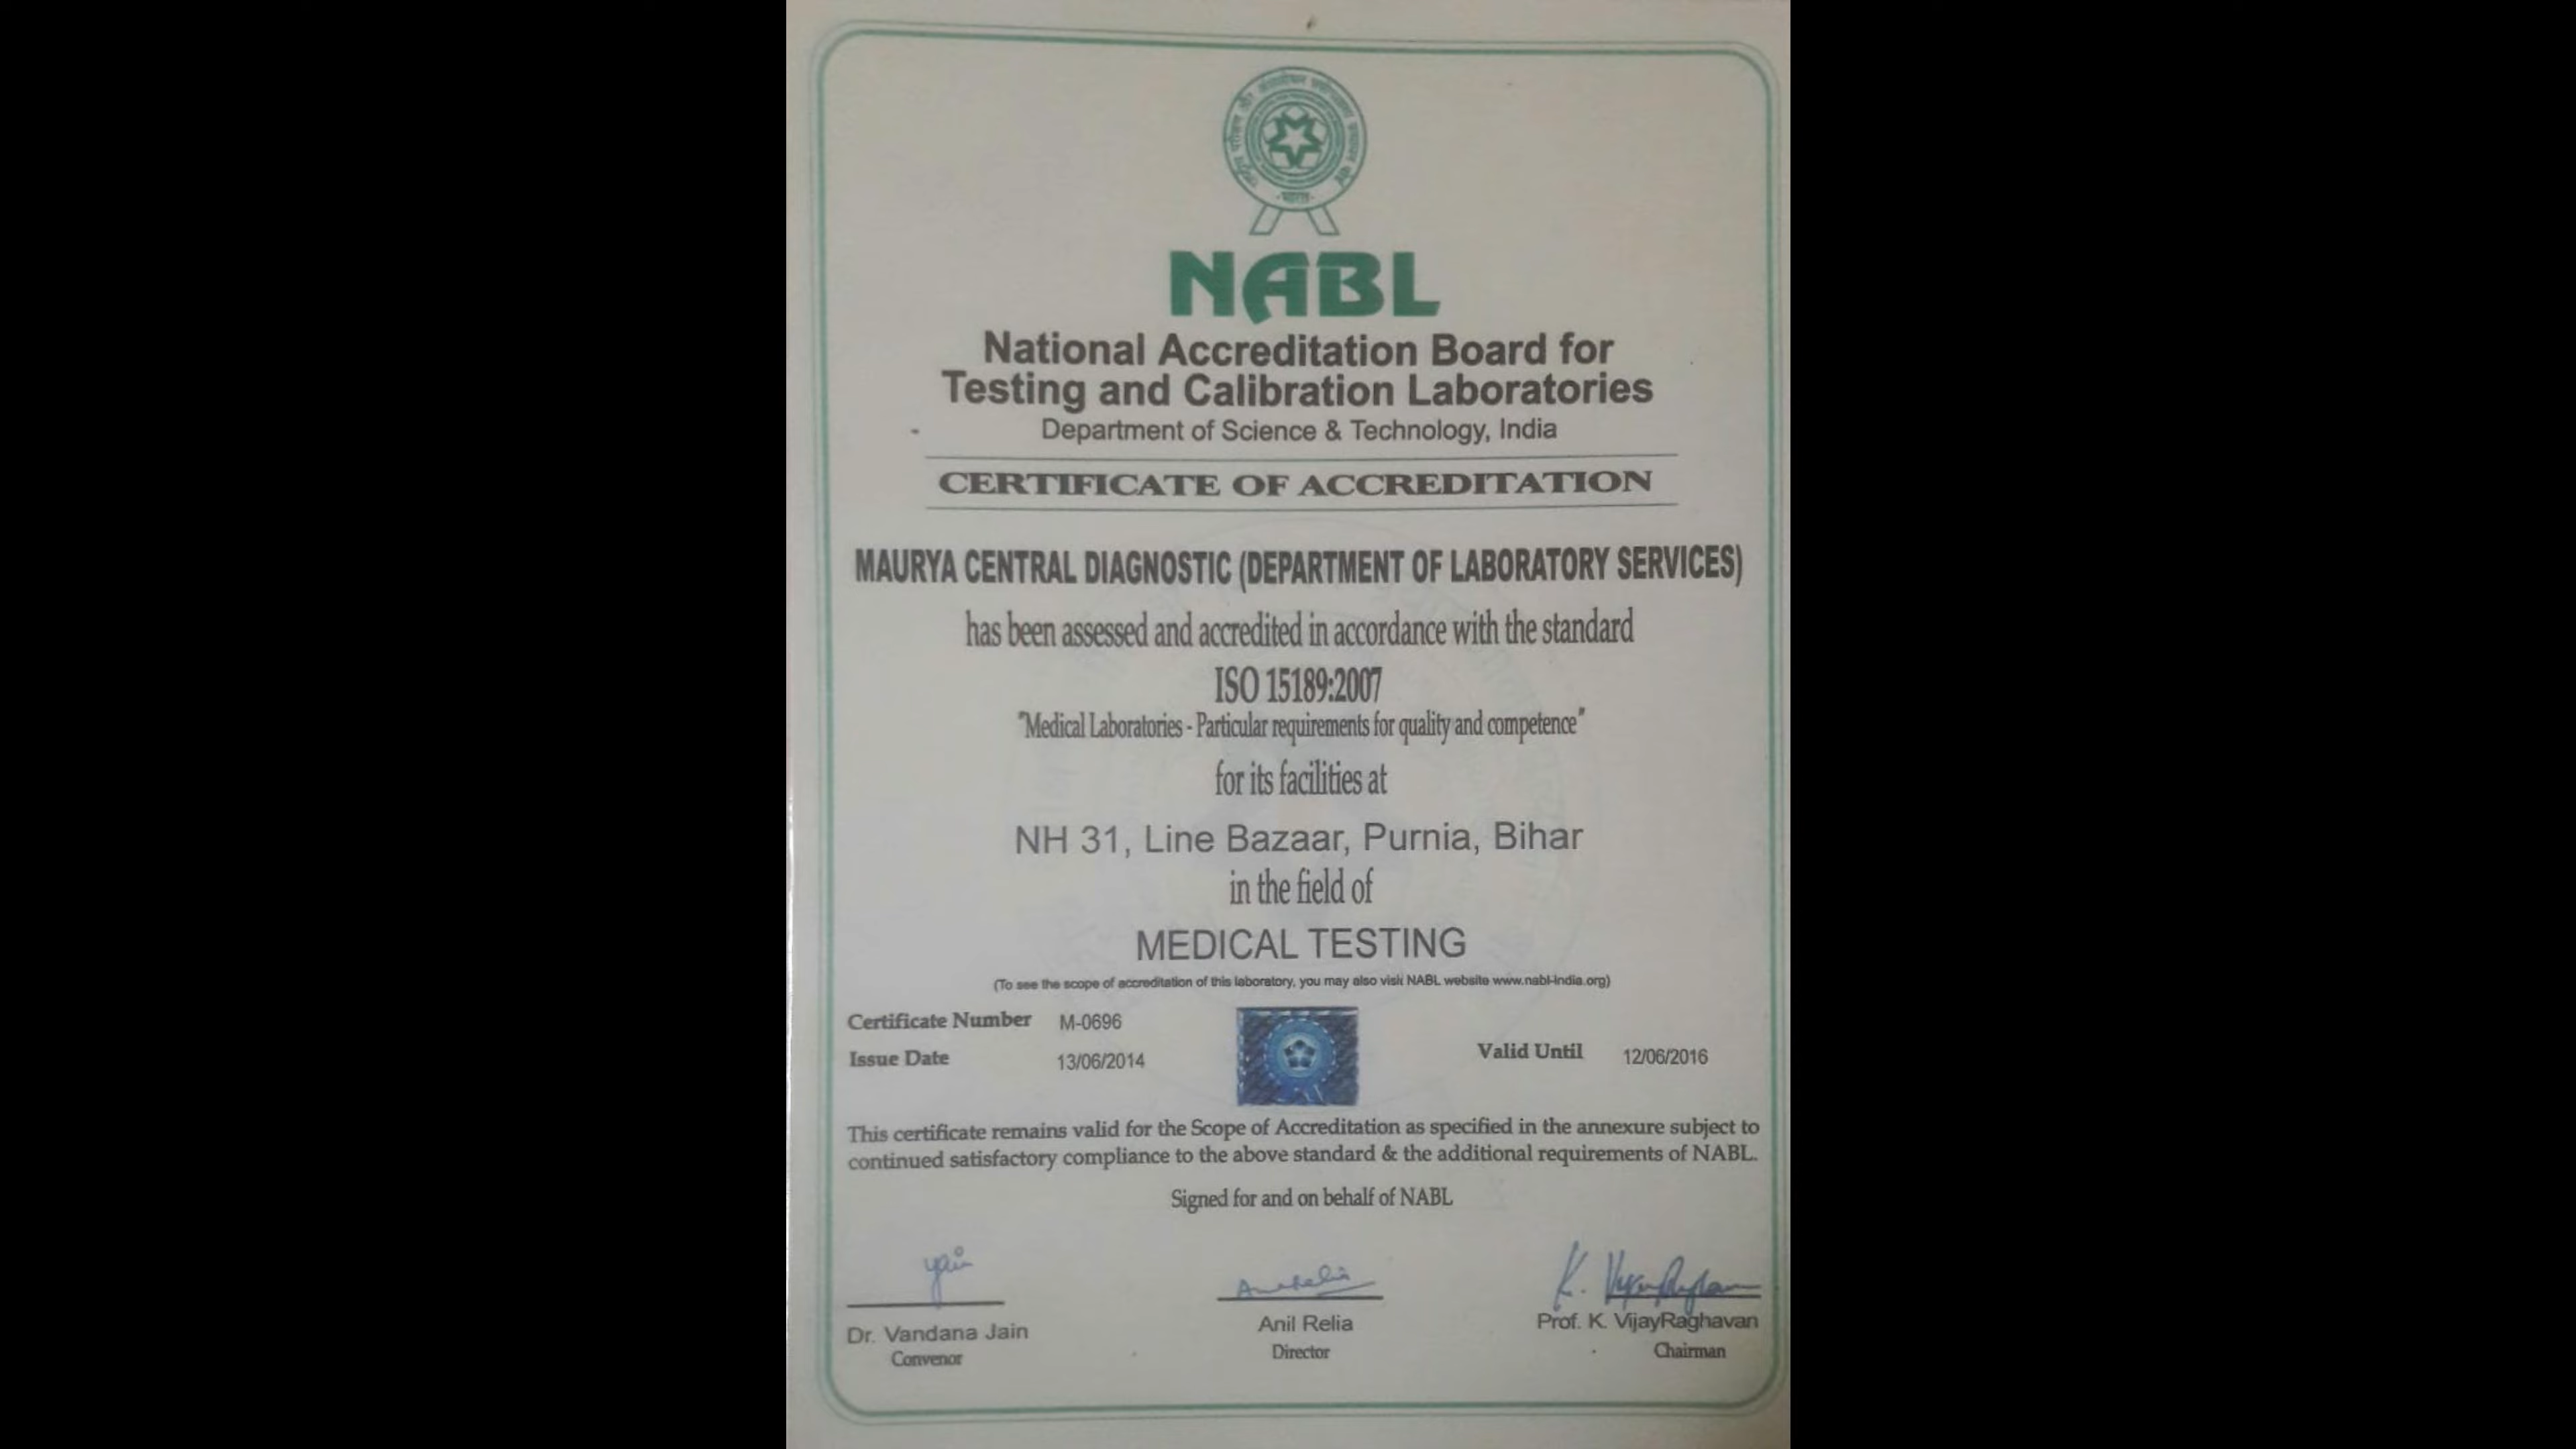 भारत
NABL
National Accreditation Board for
Testing and Calibration Laboratories
Department of Science & Technology, India
CERTIFICATE OF ACCREDITATION
MAURYA CENTRAL DIAGNOSTIC (DEPARTMENT OF LABORATORY SERVICES)
has been assessed and accredited in accordance with the standard
ISO 15189:2007
"Medical Laboratories - Particular requirements for quality and competence"
for its facilities at
NH 31, Line Bazaar, Purnia, Bihar
in the field of
MEDICAL TESTING
(To see the scope of accreditation of this laboratory, you may also visit NABL website www.nabl-india.org)
Certificate Number M-0696
Issue Date 13/06/2014
Valid Until 12/06/2016
This certificate remains valid for the Scope of Accreditation as specified in the annexure subject to
continued satisfactory compliance to the above standard & the additional requirements of NABL.
Signed for and on behalf of NABL
Dr. Vandana Jain
Convenor
Anil Relia
Director
Prof. K. VijayRaghavan
Chairman